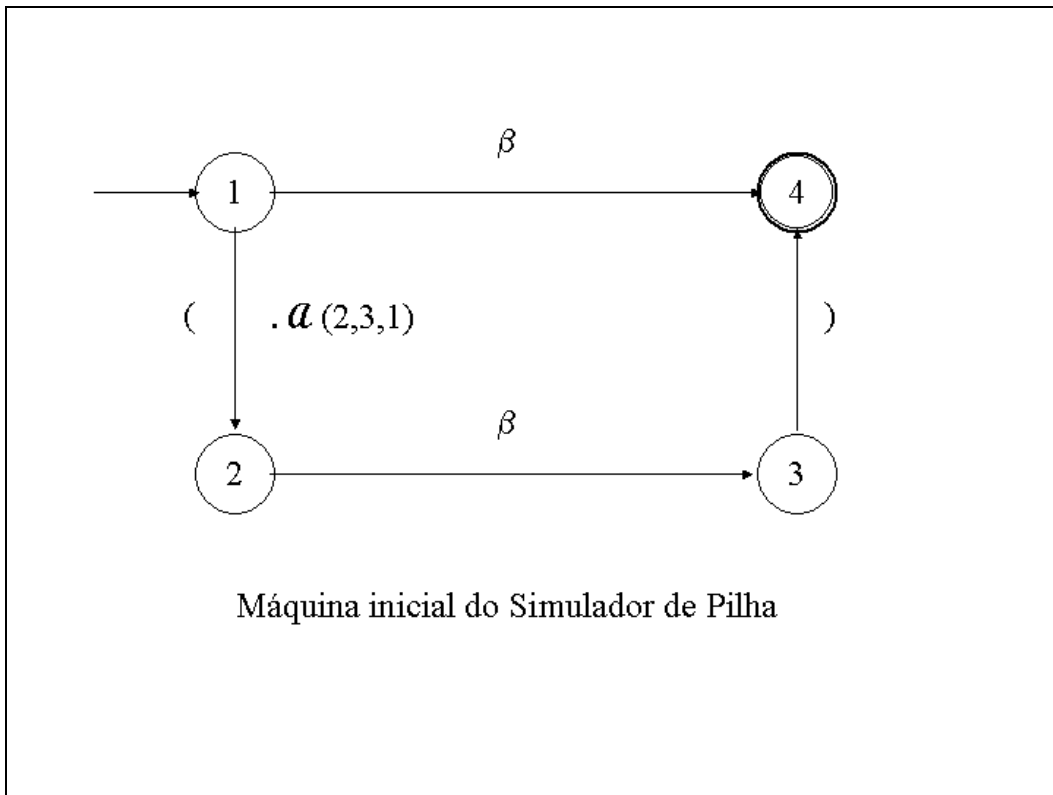 β
1
4
( . a (2,3,1)
)
β
2
3
Máquina inicial do Simulador de Pilha